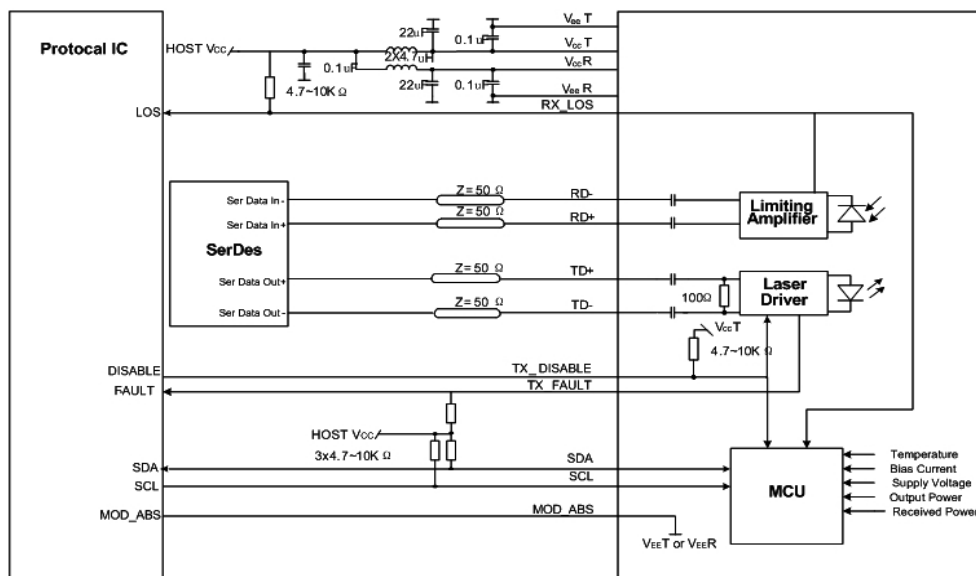 Protocal IC
HOST Vcc
22uF
0.1uF
VEE T
Vcc T
0.1uF
2X4.7uH
Vcc R
4.7~10K Ω
22uF
0.1uF
VEE R
LOS
RX_LOS
SerDes
Ser Data In-
Z= 50 Ω
RD-
Ser Data In+
Z= 50 Ω
RD+
Limiting
Amplifier
Ser Data Out+
Z= 50 Ω
TD+
Ser Data Out-
Z= 50 Ω
TD-
100Ω
Laser
Driver
VccT
4.7~10K Ω
DISABLE
TX_DISABLE
FAULT
TX_FAULT
HOST Vcc
3x4.7~10K Ω
SDA
SDA
SCL
SCL
MCU
Temperature
Bias Current
Supply Voltage
Output Power
Received Power
MOD_ABS
MOD_ABS
VEET or VEER